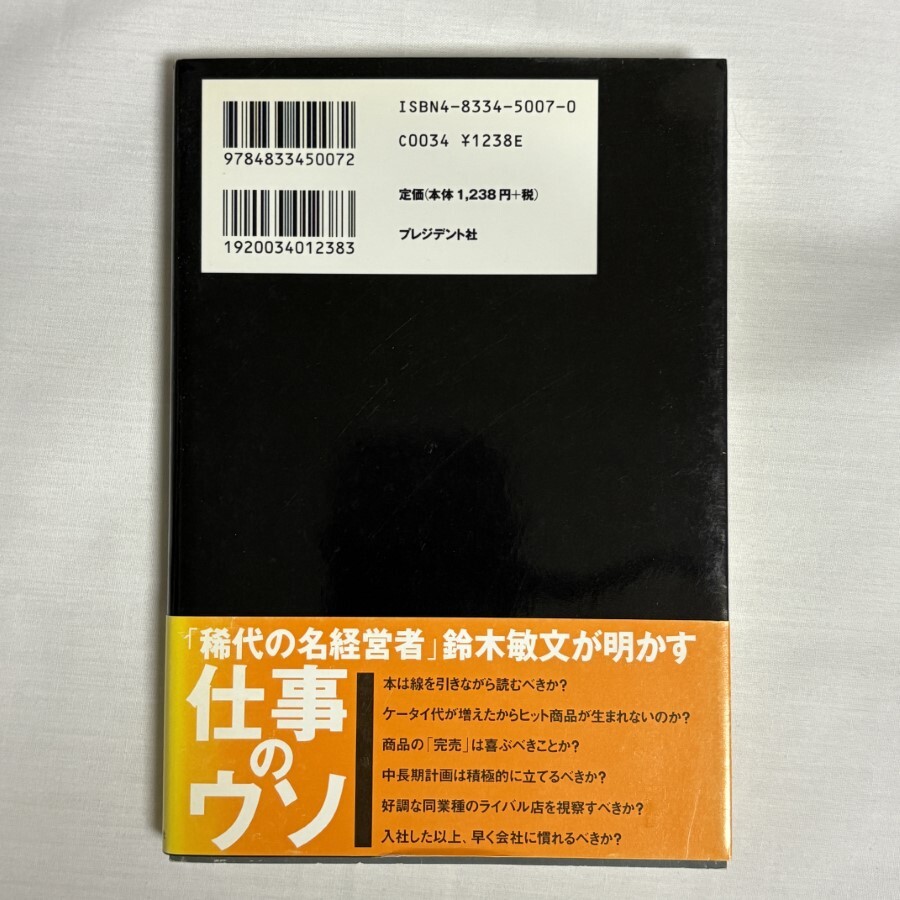 ISBN4-8334-5007-0
C0034 ¥1238E
9784833450072
定価(本体1,238円+税)
プレジデント社
1920034012383
「稀代の名経営者」鈴木敏文が明かす
仕事
の
ウソ
本は線を引きながら読むべきか?
ケータイ代が増えたからヒット商品が生まれないのか?
商品の「完売」は喜ぶべきことか?
中長期計画は積極的に立てるべきか?
好調な同業種のライバル店を視察すべきか?
入社した以上、早く会社に慣れるべきか?